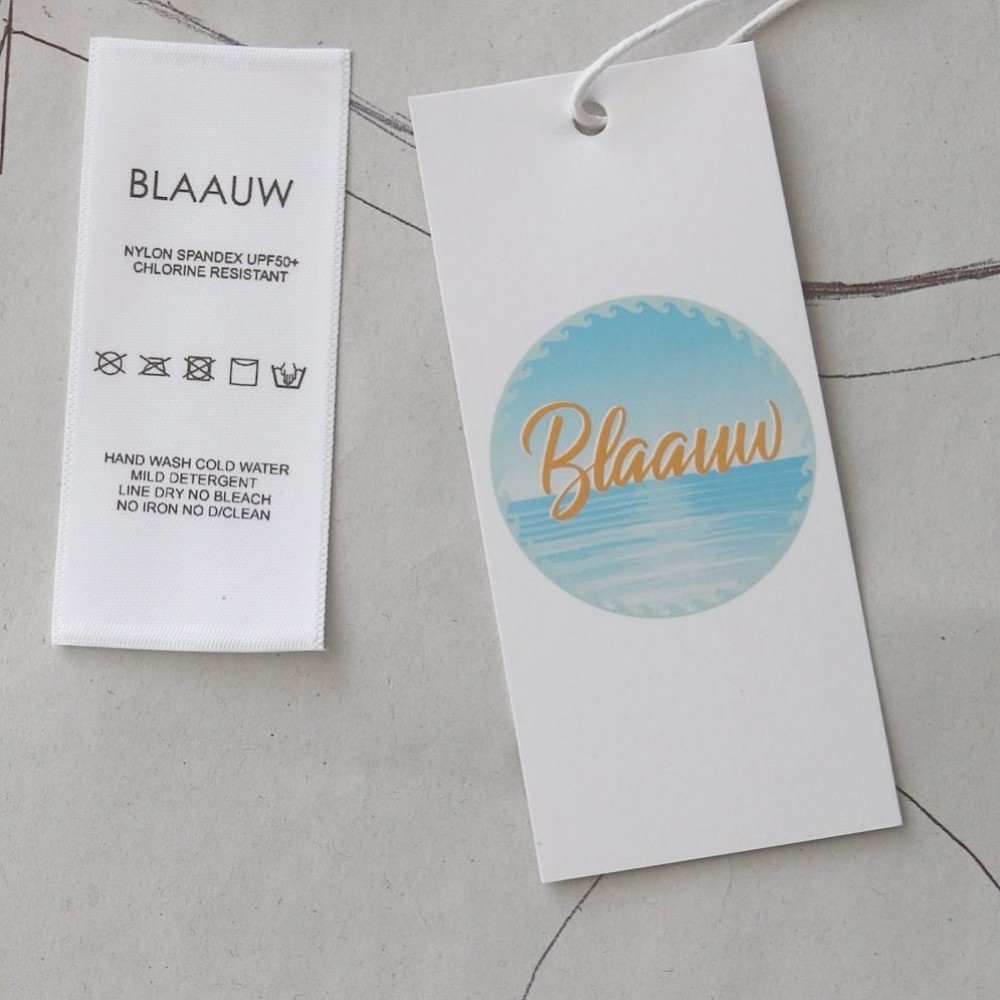 BLAAUW
NYLON SPANDEX UPF50+
CHLORINE RESISTANT
HAND WASH COLD WATER
MILD DETERGENT
LINE DRY NO BLEACH
NO IRON NO D/CLEAN
Blaauw